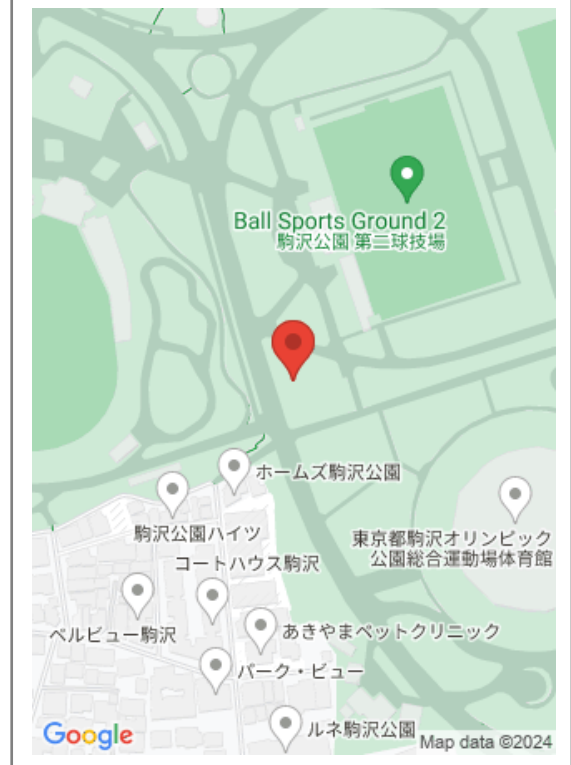 Ball Sports Ground 2
駒沢公園 第二球技場
ホームズ駒沢公園
駒沢公園ハイツ
東京都駒沢オリンピック
公園総合運動場体育館
コートハウス駒沢
ベルビュー駒沢
あきやまペットクリニック
パーク・ビュー
ルネ駒沢公園
Google
Map data ©2024